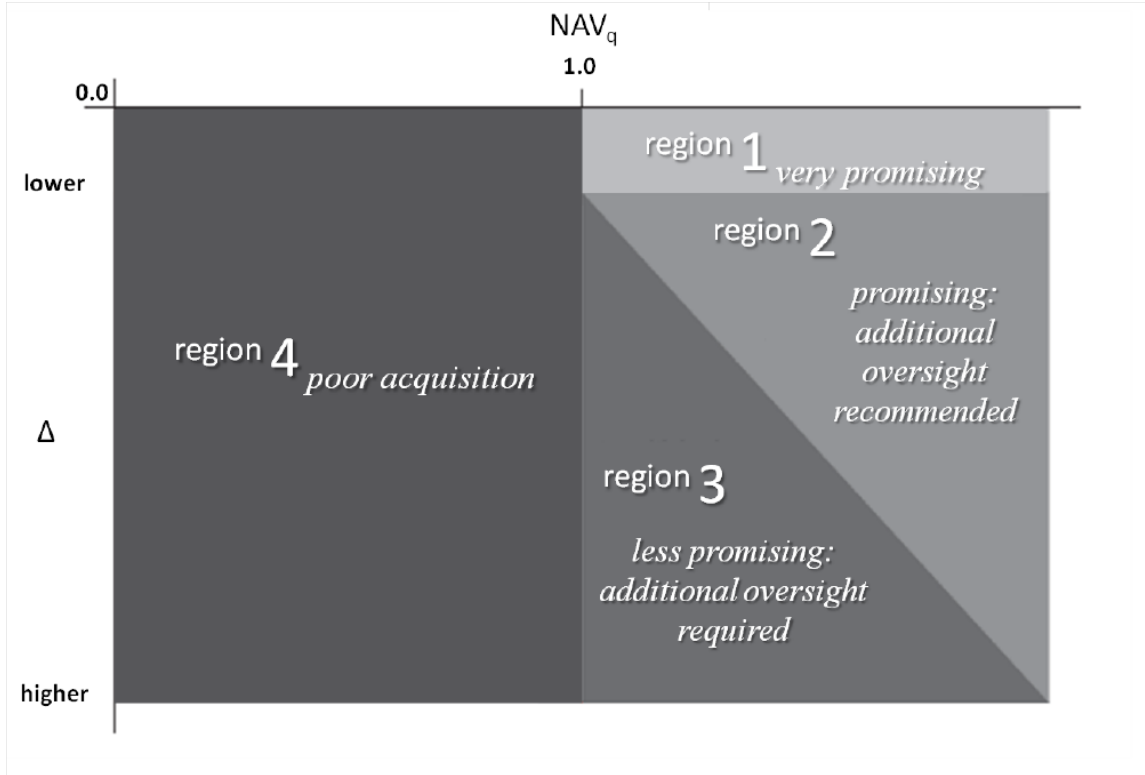 NAVq
1.0
0.0
region 1 very promising
lower
region 2
promising:
additional
oversight
recommended
region 4 poor acquisition
Δ
region 3
less promising:
additional oversight
required
higher